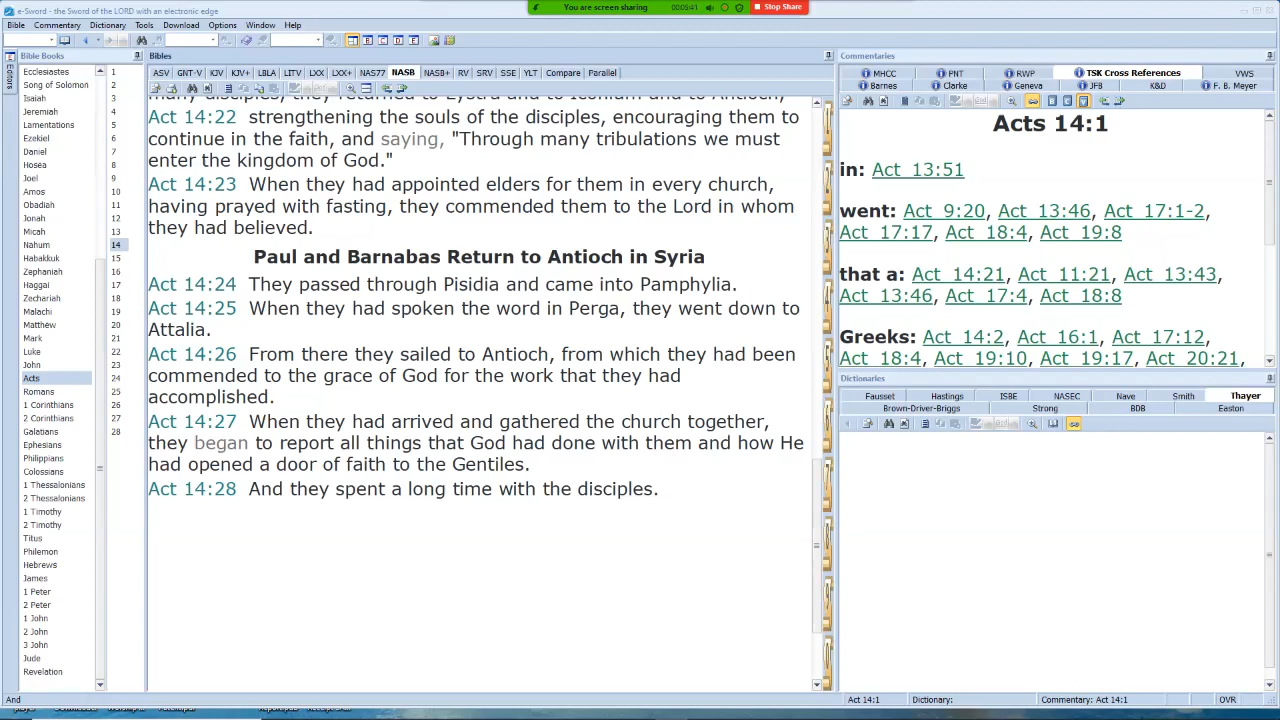 e-Sword - the Sword of the LORD with an electronic edge
You are screen sharing
00:05:41
Stop Share
Bible Commentary Dictionary Tools Download Options Window Help
Bible Books
Bibles
Commentaries
Editors
ASV GNT-V KJV KJV+ LBLA LITV LXX LXX+ NAS77 NASB NASB+ RV SRV SSE YLT Compare Parallel
MHCC PNT RWP TSK Cross References VWS
Barnes Clarke Geneva JFB K&D F. B. Meyer
Ecclesiastes
Song of Solomon
Isaiah
Jeremiah
Lamentations
Ezekiel
Daniel
Hosea
Joel
Amos
Obadiah
Jonah
Micah
Nahum
Habakkuk
Zephaniah
Haggai
Zechariah
Malachi
Matthew
Mark
Luke
John
Acts
Romans
1 Corinthians
2 Corinthians
Galatians
Ephesians
Philippians
Colossians
1 Thessalonians
2 Thessalonians
1 Timothy
2 Timothy
Titus
Philemon
Hebrews
James
1 Peter
2 Peter
1 John
2 John
3 John
Jude
Revelation
1
2
3
4
5
6
7
8
9
10
11
12
13
14
15
16
17
18
19
20
21
22
23
24
25
26
27
28
many disciples, they returned to Lystra and to Iconium and to Antioch,
Act 14:22 strengthening the souls of the disciples, encouraging them to
continue in the faith, and saying, "Through many tribulations we must
enter the kingdom of God."
Act 14:23 When they had appointed elders for them in every church,
having prayed with fasting, they commended them to the Lord in whom
they had believed.
Paul and Barnabas Return to Antioch in Syria
Act 14:24 They passed through Pisidia and came into Pamphylia.
Act 14:25 When they had spoken the word in Perga, they went down to
Attalia.
Act 14:26 From there they sailed to Antioch, from which they had been
commended to the grace of God for the work that they had
accomplished.
Act 14:27 When they had arrived and gathered the church together,
they began to report all things that God had done with them and how He
had opened a door of faith to the Gentiles.
Act 14:28 And they spent a long time with the disciples.
Acts 14:1
in: Act 13:51
went: Act 9:20, Act 13:46, Act 17:1-2,
Act 17:17, Act 18:4, Act 19:8
that a: Act 14:21, Act 11:21, Act 13:43,
Act 13:46, Act 17:4, Act 18:8
Greeks: Act 14:2, Act 16:1, Act 17:12,
Act 18:4, Act 19:10, Act 19:17, Act 20:21,
Dictionaries
Fausset Hastings ISBE NASEC Nave Smith Thayer
Brown-Driver-Briggs Strong BDB Easton
And
Act 14:1
Dictionary:
Commentary: Act 14:1
OVR